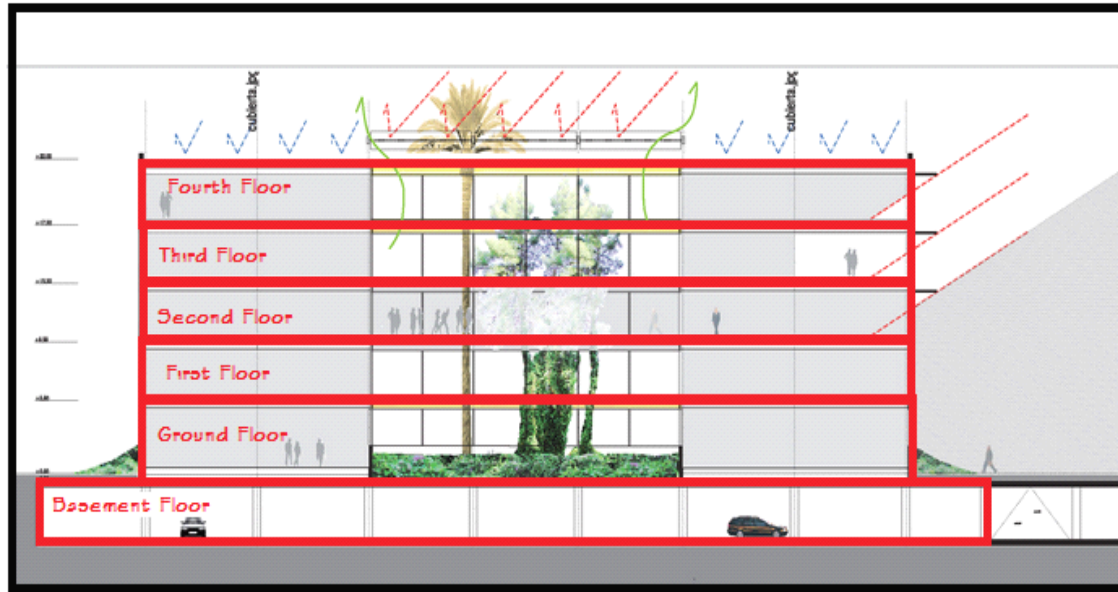 cubierta.jpg
cubierta.jpg
Fourth Floor
Third Floor
Second Floor
First Floor
Ground Floor
Basement Floor